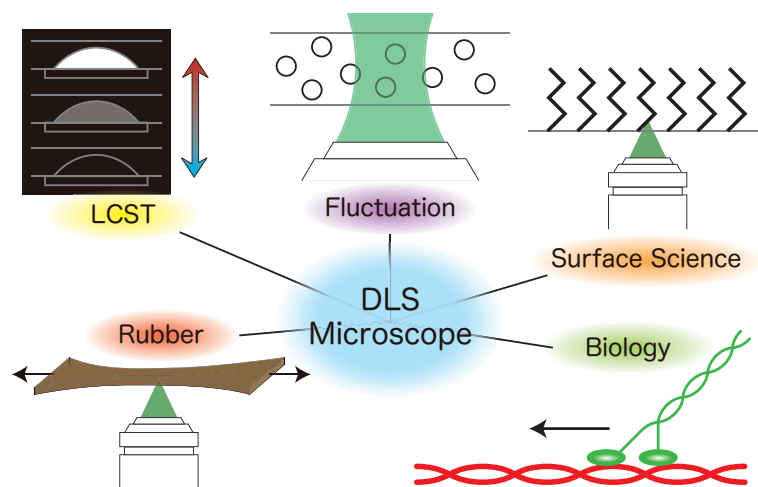 LCST
Fluctuation
Surface Science
DLS
Microscope
Rubber
Biology